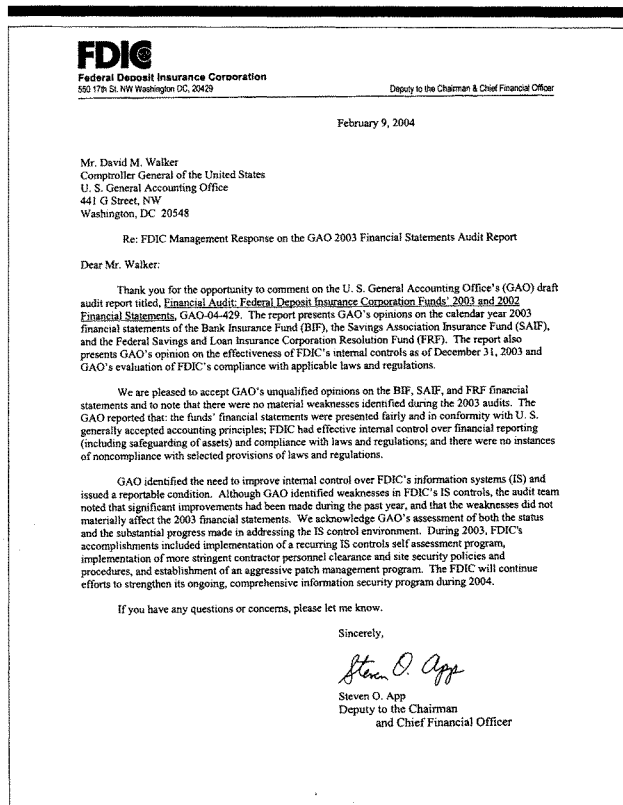 FDIC
Federal Deposit Insurance Corporation
550 17th St. NW Washington DC, 20429 Deputy to the Chairman & Chief Financial Officer
February 9, 2004
Mr. David M. Walker
Comptroller General of the United States
U. S. General Accounting Office
441 G Street, NW
Washington, DC 20548
Re: FDIC Management Response on the GAO 2003 Financial Statements Audit Report
Dear Mr. Walker:
Thank you for the opportunity to comment on the U. S. General Accounting Office's (GAO) draft
audit report titled, Financial Audit: Federal Deposit Insurance Corporation Funds' 2003 and 2002
Financial Statements, GAO-04-429. The report presents GAO's opinions on the calendar year 2003
financial statements of the Bank Insurance Fund (BIF), the Savings Association Insurance Fund (SAIF),
and the Federal Savings and Loan Insurance Corporation Resolution Fund (FRF). The report also
presents GAO's opinion on the effectiveness of FDIC's internal controls as of December 31, 2003 and
GAO's evaluation of FDIC's compliance with applicable laws and regulations.
We are pleased to accept GAO's unqualified opinions on the BIF, SAIF, and FRF financial
statements and to note that there were no material weaknesses identified during the 2003 audits. The
GAO reported that: the funds' financial statements were presented fairly and in conformity with U. S.
generally accepted accounting principles; FDIC had effective internal control over financial reporting
(including safeguarding of assets) and compliance with laws and regulations; and there were no instances
of noncompliance with selected provisions of laws and regulations.
GAO identified the need to improve internal control over FDIC's information systems (IS) and
issued a reportable condition. Although GAO identified weaknesses in FDIC's IS controls, the audit team
noted that significant improvements had been made during the past year, and that the weaknesses did not
materially affect the 2003 financial statements. We acknowledge GAO's assessment of both the status
and the substantial progress made in addressing the IS control environment. During 2003, FDIC's
accomplishments included implementation of a recurring IS controls self assessment program,
implementation of more stringent contractor personnel clearance and site security policies and
procedures, and establishment of an aggressive patch management program. The FDIC will continue
efforts to strengthen its ongoing, comprehensive information security program during 2004.
If you have any questions or concerns, please let me know.
Sincerely,
Steven O. App
Steven O. App
Deputy to the Chairman
and Chief Financial Officer